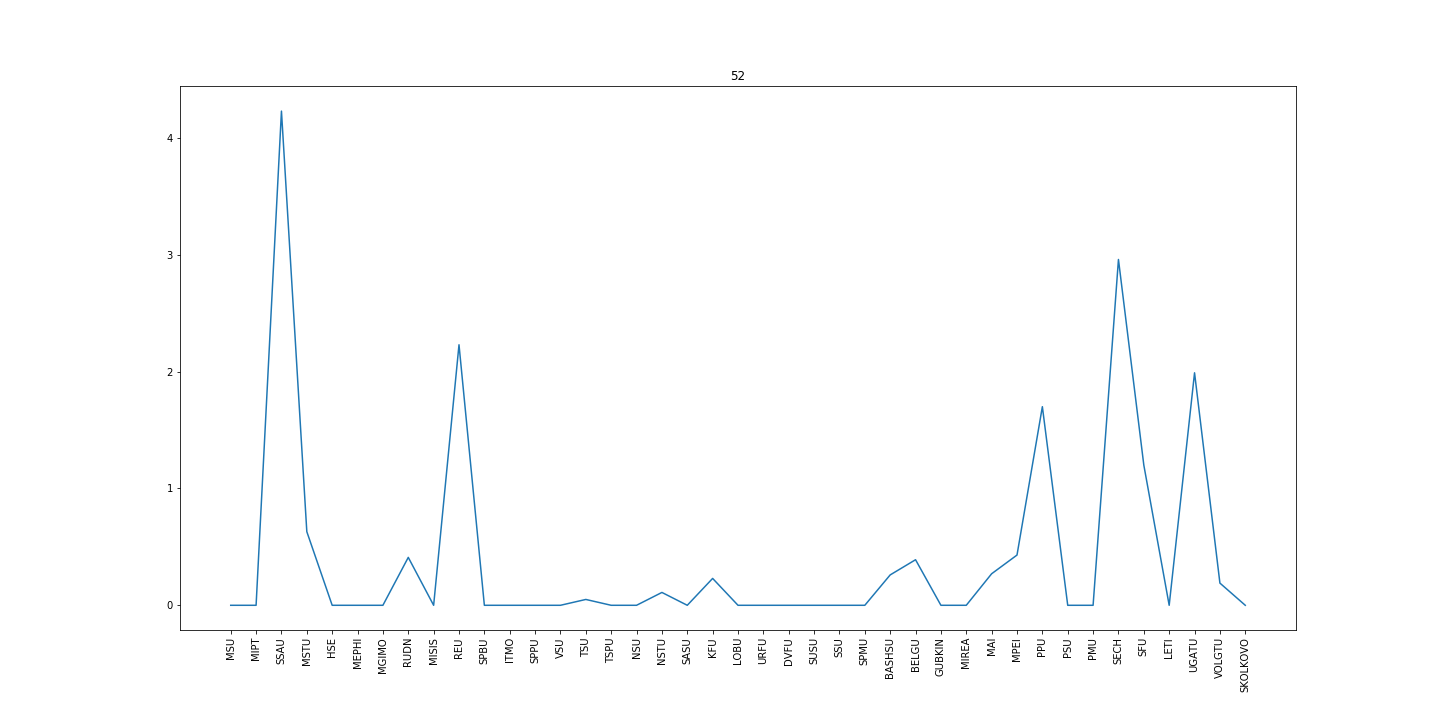 52
4
3
2
1
0
MSU
MIPT
SSAU
MSTU
HSE
MEPHI
MGIMO
RUDN
MISIS
REU
SPBU
ITMO
SPPU
VSU
TSU
TSPU
NSU
NSTU
SASU
KFU
LOBU
URFU
DVFU
SUSU
SSU
SPMU
BASHSU
BELGU
GUBKIN
MIREA
MAI
MPEI
PPU
PSU
PMU
SECH
SFU
LETI
UGATU
VOLGTU
SKOLKOVO